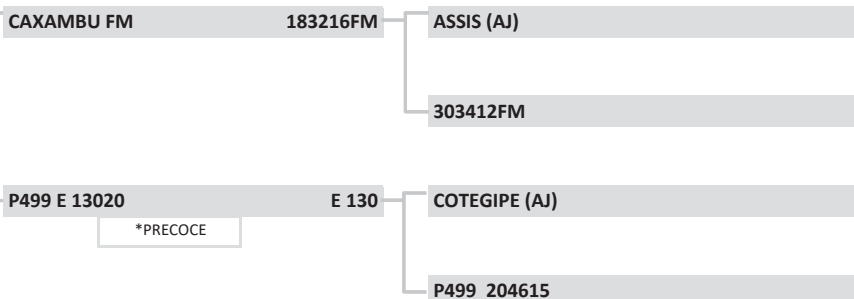 CAXAMBU FM 183216FM ASSIS (AJ)
303412FM
P499 E 13020 E 130 COTEGIPE (AJ)
*PRECOCE
P499 204615